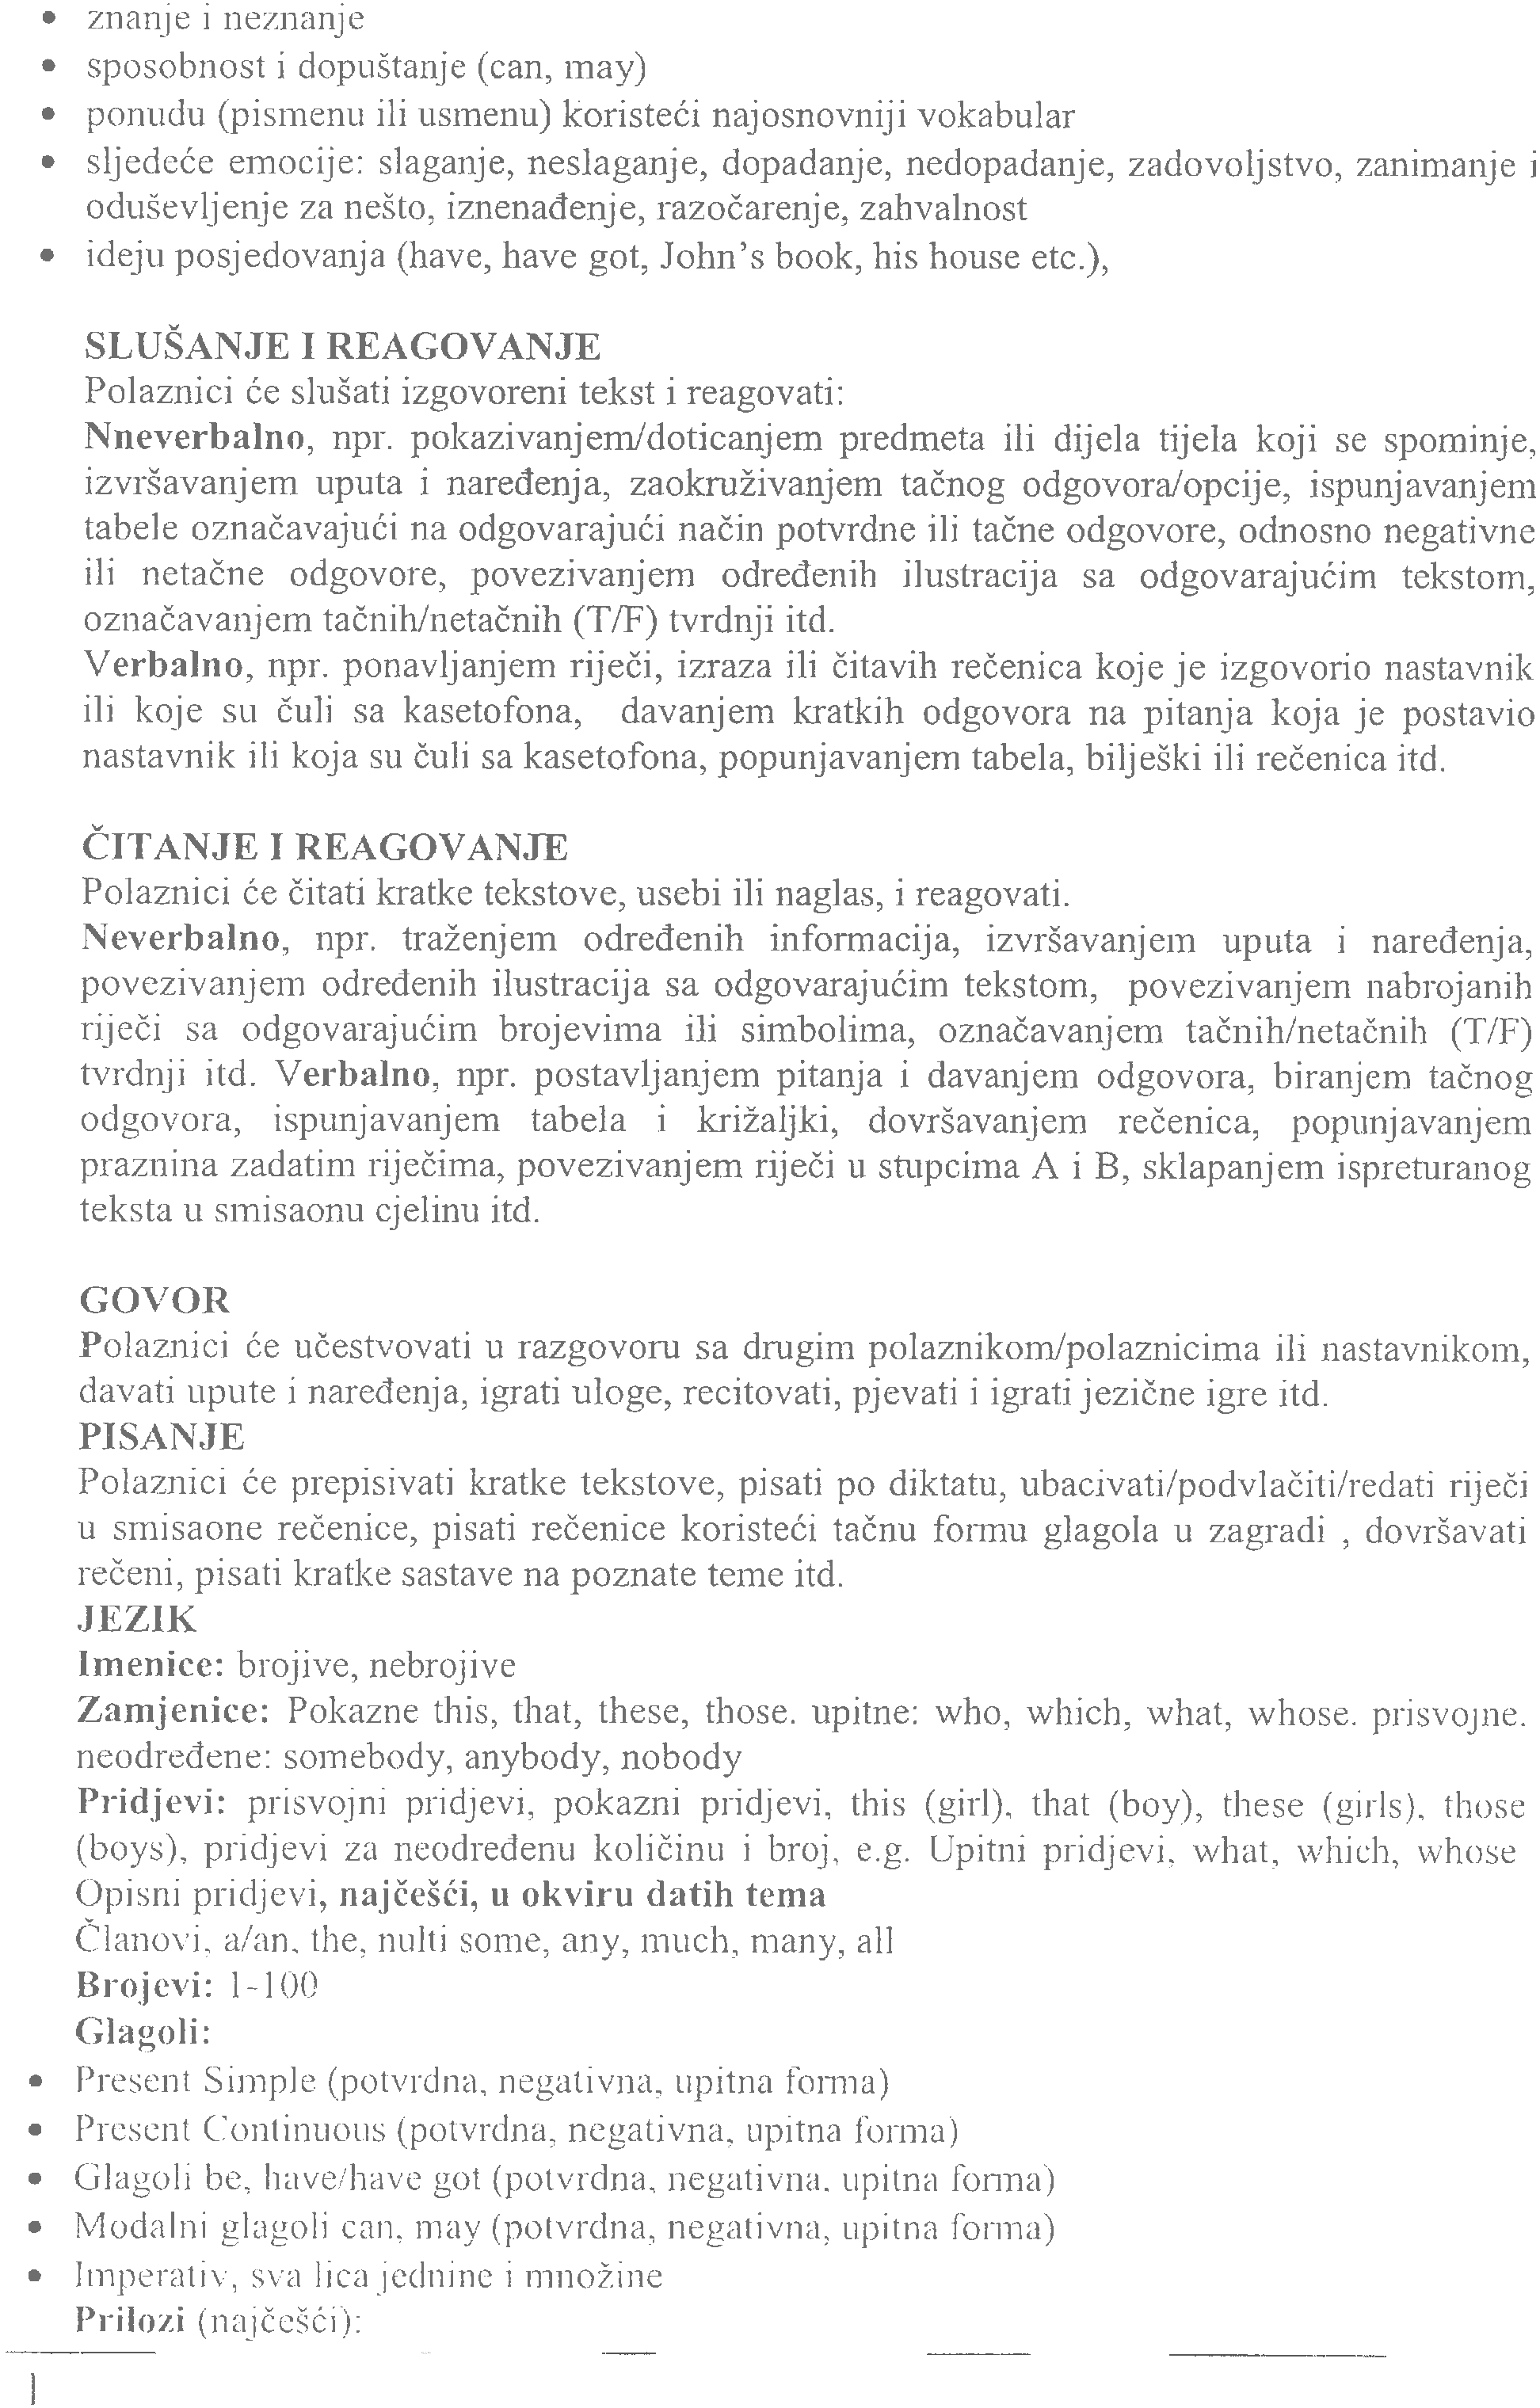 • znanje i neznanje
• sposobnost i dopuštanje (can, may)
• ponudu (pismenu ili usmenu) koristeći najosnovniji vokabular
• sljedeće emocije: slaganje, neslaganje, dopadanje, nedopadanje, zadovoljstvo, zanimanje i
oduševljenje za nešto, iznenađenje, razočarenje, zahvalnost
• ideju posjedovanja (have, have got, John's book, his house etc.),
SLUŠANJE I REAGOVANJE
Polaznici će slušati izgovoreni tekst i reagovati:
Nneverbalno, npr. pokazivanjem/doticanjem predmeta ili dijela tijela koji se spominje,
izvršavanjem uputa i naređenja, zaokruživanjem tačnog odgovora/opcije, ispunjavanjem
tabele označavajući na odgovarajući način potvrdne ili tačne odgovore, odnosno negativne
ili netačne odgovore, povezivanjem određenih ilustracija sa odgovarajućim tekstom,
označavanjem tačnih/netačnih (T/F) tvrdnji itd.
Verbalno, npr. ponavljanjem riječi, izraza ili čitavih rečenica koje je izgovorio nastavnik
ili koje su čuli sa kasetofona, davanjem kratkih odgovora na pitanja koja je postavio
nastavnik ili koja su čuli sa kasetofona, popunjavanjem tabela, bilješki ili rečenica itd.
ČITANJE I REAGOVANJE
Polaznici će čitati kratke tekstove, usebi ili naglas, i reagovati.
Neverbalno, npr. traženjem određenih informacija, izvršavanjem uputa i naređenja,
povezivanjem određenih ilustracija sa odgovarajućim tekstom, povezivanjem nabrojanih
riječi sa odgovarajućim brojevima ili simbolima, označavanjem tačnih/netačnih (T/F)
tvrdnji itd. Verbalno, npr. postavljanjem pitanja i davanjem odgovora, biranjem tačnog
odgovora, ispunjavanjem tabela i križaljki, dovršavanjem rečenica, popunjavanjem
praznina zadatim riječima, povezivanjem riječi u stupcima A i B, sklapanjem ispreturanog
teksta u smisaonu cjelinu itd.
GOVOR
Polaznici će učestvovati u razgovoru sa drugim polaznikom/polaznicima ili nastavnikom,
davati upute i naređenja, igrati uloge, recitovati, pjevati i igrati jezične igre itd.
PISANJE
Polaznici će prepisivati kratke tekstove, pisati po diktatu, ubacivati/podvlačiti/redati riječi
u smisaone rečenice, pisati rečenice koristeći tačnu formu glagola u zagradi , dovršavati
rečeni, pisati kratke sastave na poznate teme itd.
JEZIK
Imenice: brojive, nebrojive
Zamjenice: Pokazne this, that, these, those. upitne: who, which, what, whose. prisvojne.
neodređene: somebody, anybody, nobody
Pridjevi: prisvojni pridjevi, pokazni pridjevi, this (girl), that (boy), these (girls), those
(boys), pridjevi za neodređenu količinu i broj, e.g. Upitni pridjevi, what, which, whose
Opisni pridjevi, najčešći, u okviru datih tema
Članovi, a/an, the, nulti some, any, much, many, all
Brojevi: 1-100
Glagoli:
• Present Simple (potvrdna, negativna, upitna forma)
• Present Continuous (potvrdna, negativna, upitna forma)
• Glagoli be, have/have got (potvrdna, negativna, upitna forma)
• Modalni glagoli can, may (potvrdna, negativna, upitna forma)
• Imperativ, sva lica jednine i množine
Prilozi (najčešći):